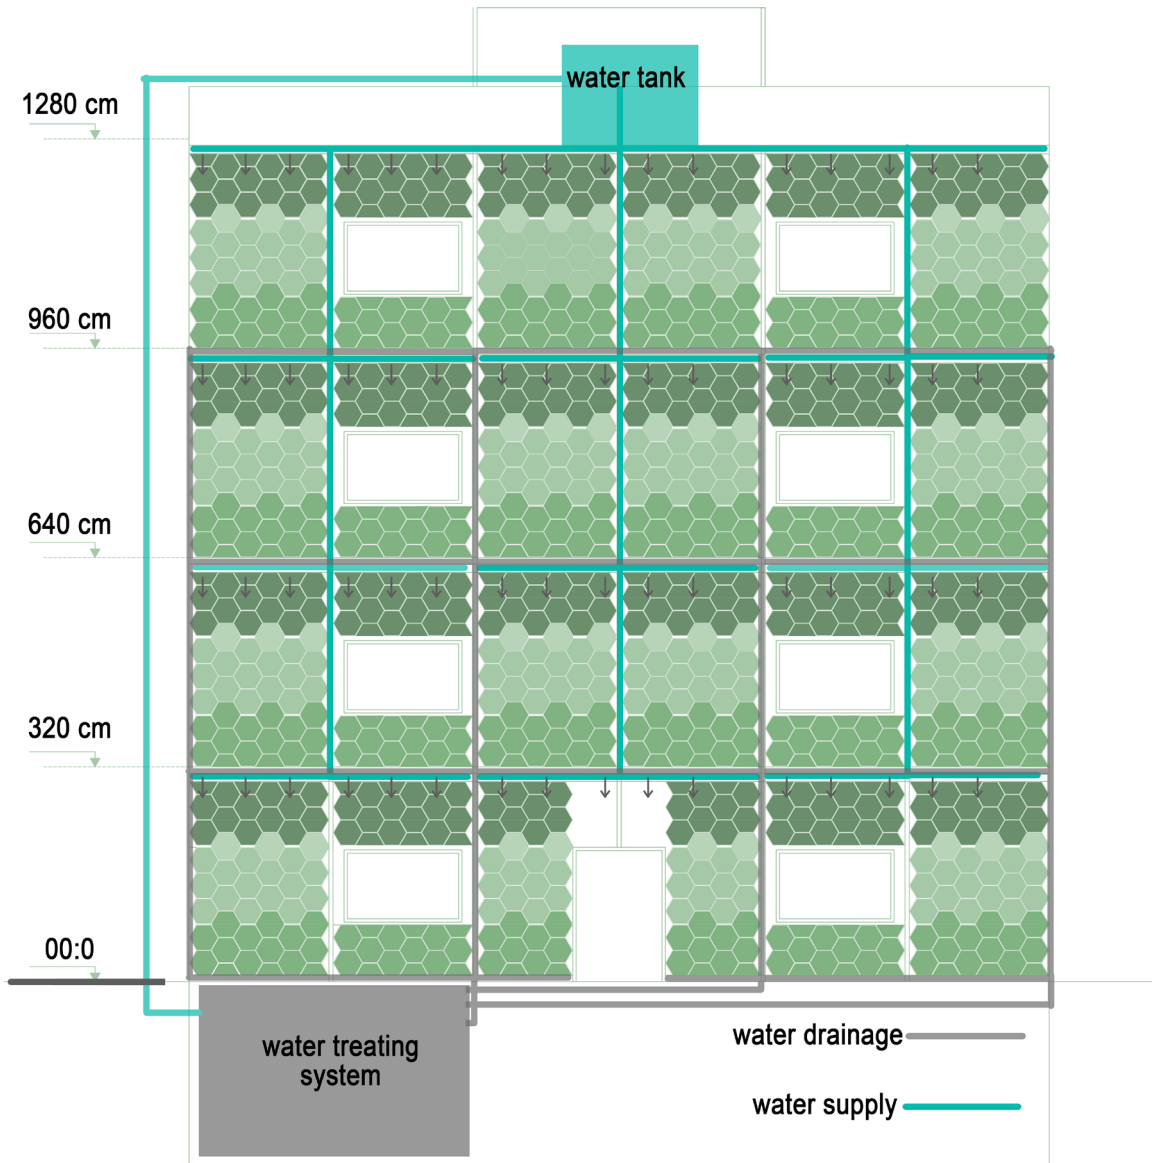 water tank
1280 cm
960 cm
640 cm
320 cm
00:0
water treating
system
water drainage
water supply